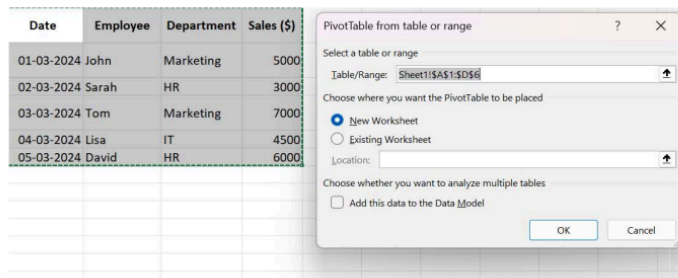 Date Employee Department Sales ($)
01-03-2024 John Marketing 5000
02-03-2024 Sarah HR 3000
03-03-2024 Tom Marketing 7000
04-03-2024 Lisa IT 4500
05-03-2024 David HR 6000
PivotTable from table or range ? ×
Select a table or range
Table/Range: Sheet1!$A$1:$D$6
Choose where you want the PivotTable to be placed
New Worksheet
Existing Worksheet
Location:
Choose whether you want to analyze multiple tables
Add this data to the Data Model
OK Cancel